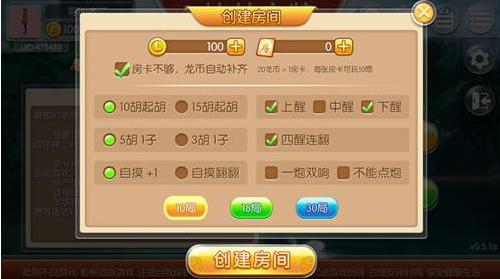 创建房间
100 房 0
房卡不够，龙币自动补齐 20龙币=1房卡，每张房卡可玩10局
10胡起胡 15胡起胡 上醒 中醒 下醒
5胡1子 3胡1子 四醒连翻
自摸+1 自摸翻翻 一炮双响 不能点炮
10局 18局 30局
v0.5.1a
创建房间